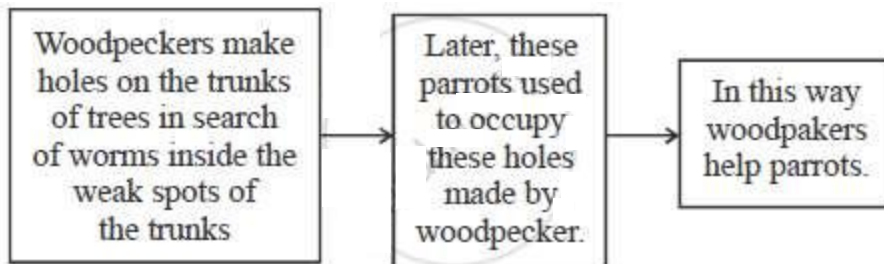 Woodpeckers make
holes on the trunks
of trees in search
of worms inside the
weak spots of
the trunks
Later, these
parrots used
to occupy
these holes
made by
woodpecker.
In this way
woodpakers
help parrots.